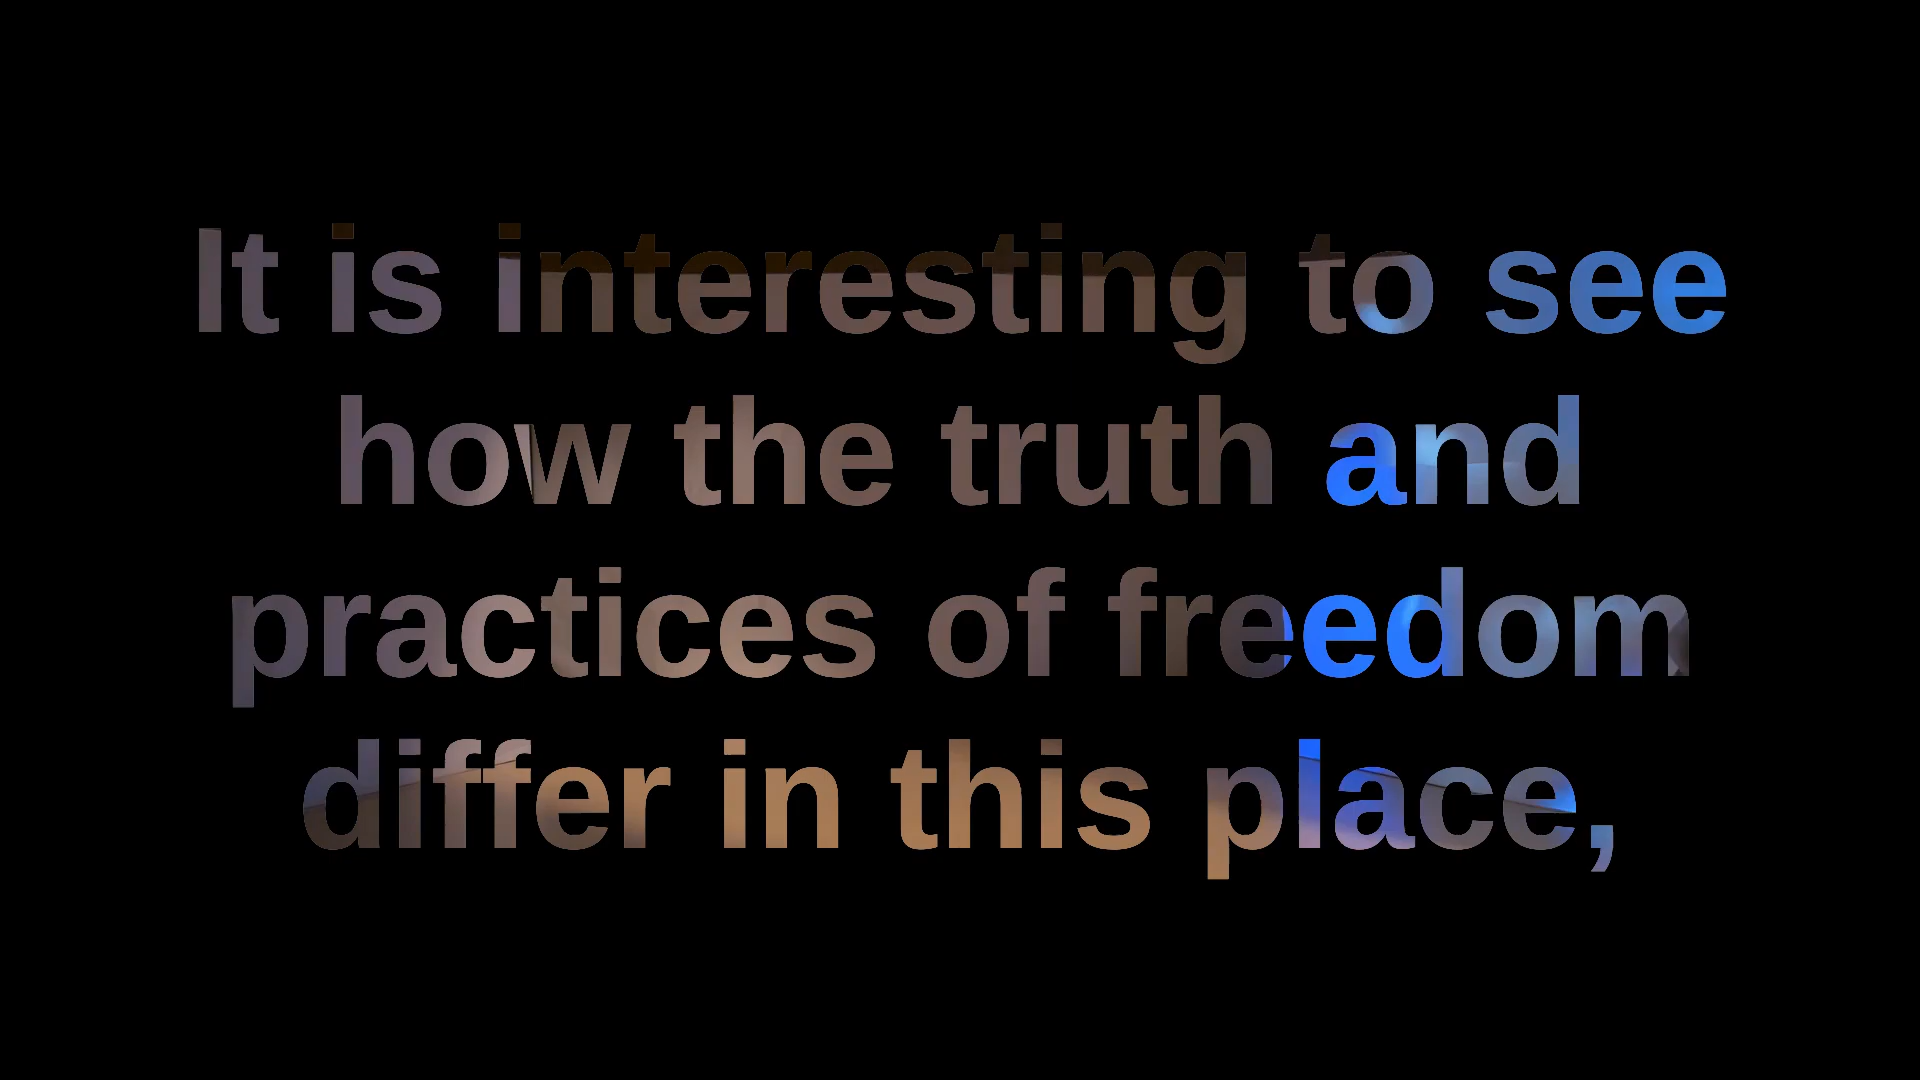 It is interesting to see
how the truth and
practices of freedom
differ in this place,